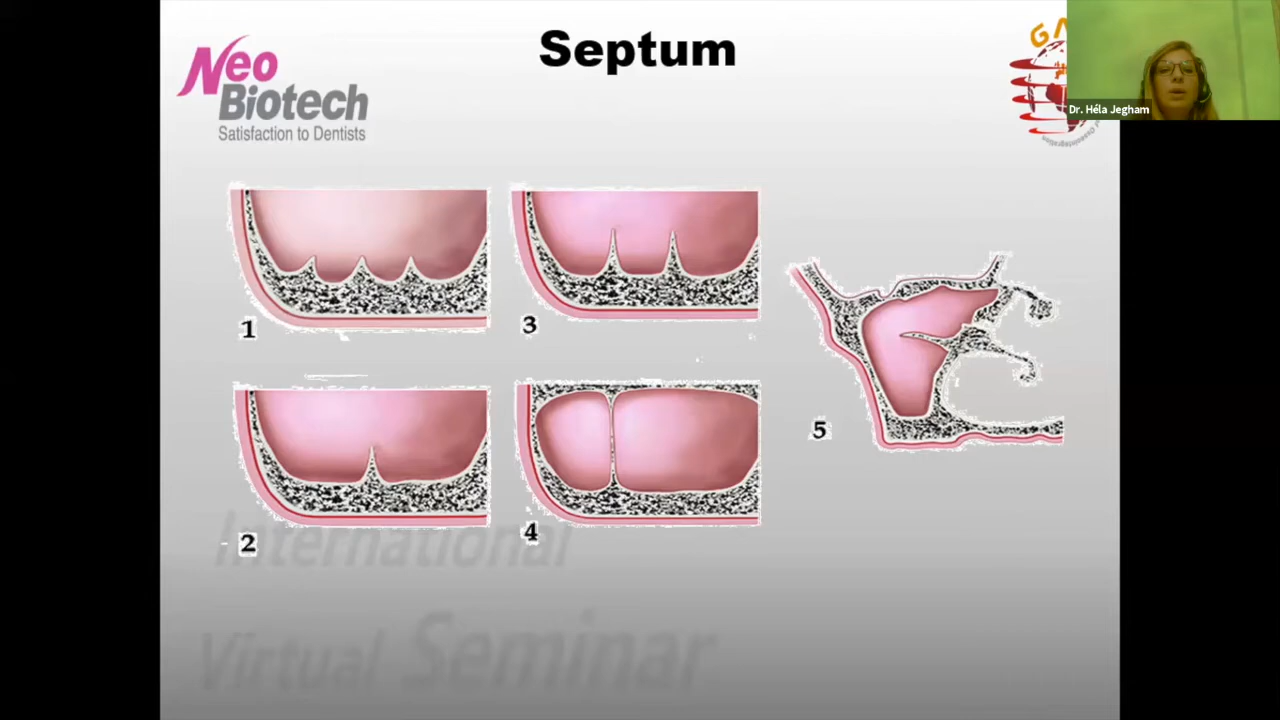 Septum
Neo
Biotech
Satisfaction to Dentists
Dr. Héla Jegham
1
3
5
2
4
International
Virtual Seminar